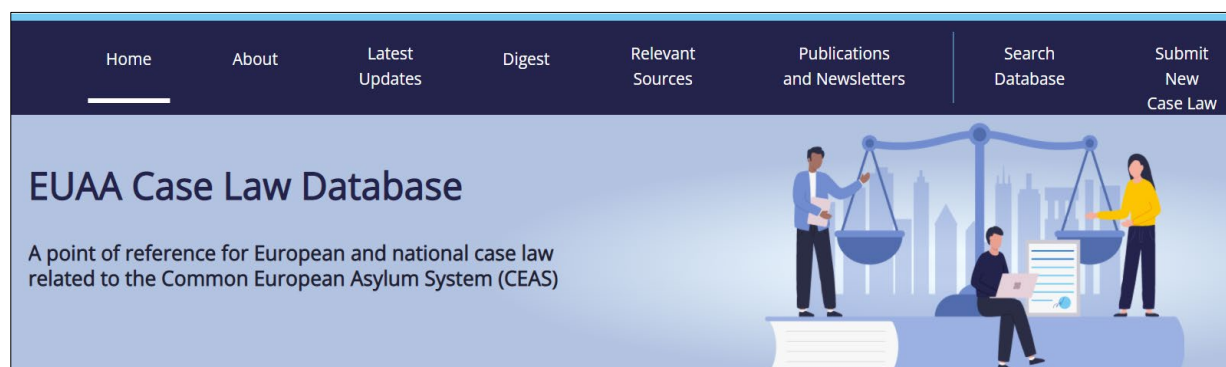 Home
About
Latest
Updates
Digest
Relevant
Sources
Publications
and Newsletters
Search
Database
Submit
New
Case Law
EUAA Case Law Database
A point of reference for European and national case law
related to the Common European Asylum System (CEAS)